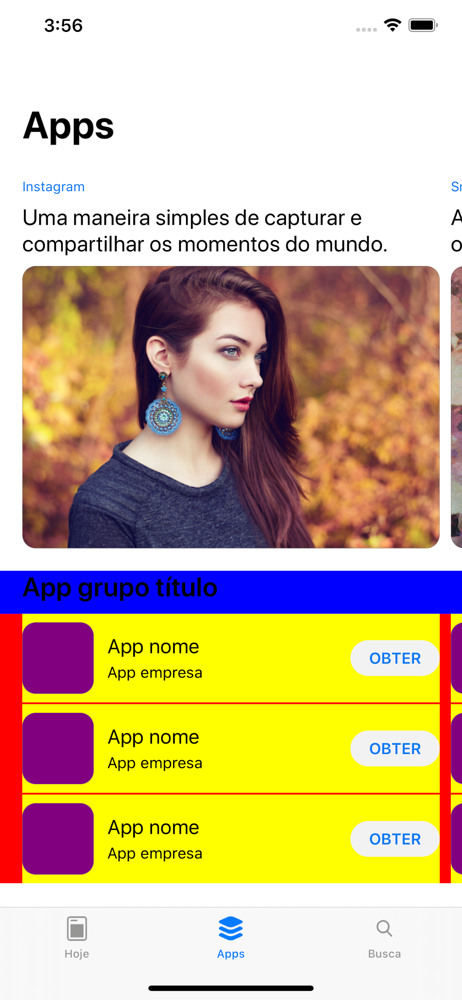 3:56
Apps
Instagram
Uma maneira simples de capturar e
compartilhar os momentos do mundo.
App grupo título
App nome
App empresa
OBTER
App nome
App empresa
OBTER
App nome
App empresa
OBTER
Hoje
Apps
Busca